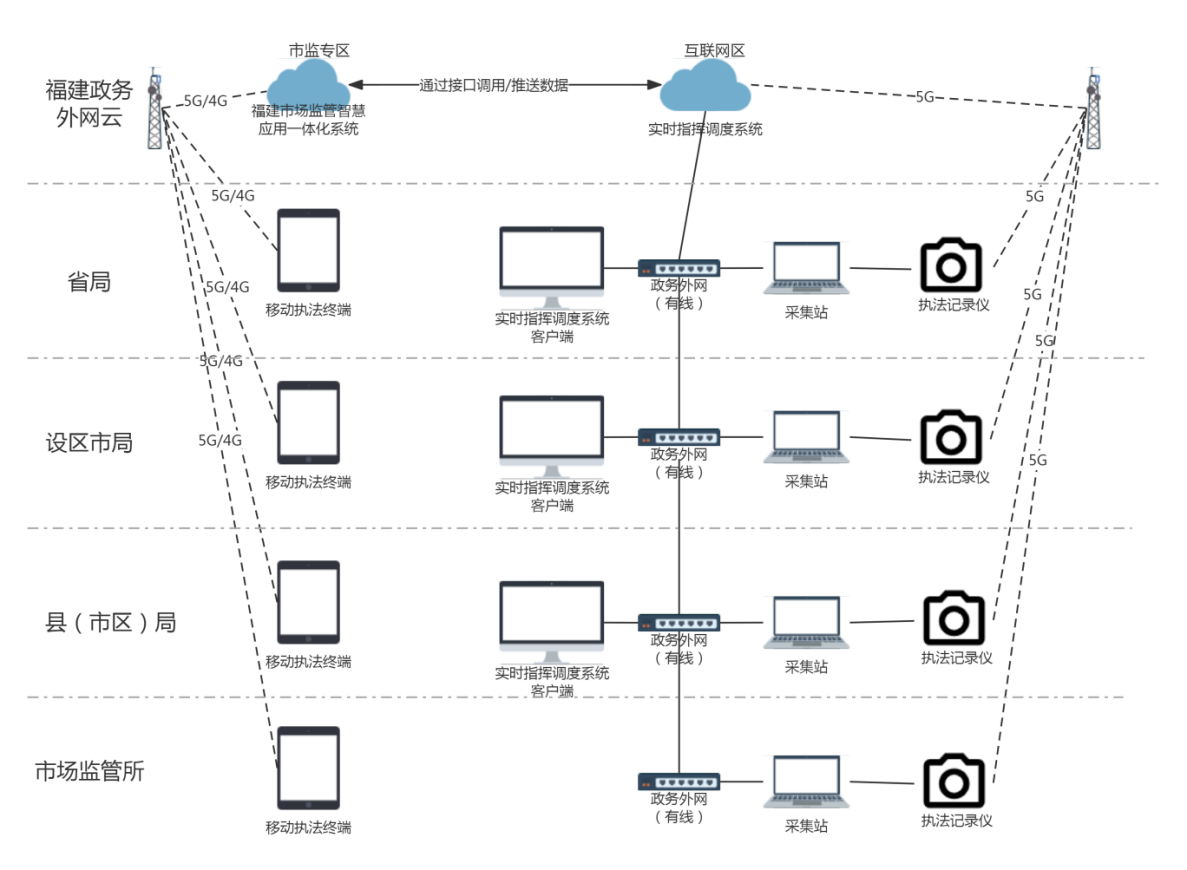 市监专区
互联网区
福建政务
外网云
5G/4G
通过接口调用/推送数据
5G
福建市场监管智慧
应用一体化系统
实时指挥调度系统
5G/4G
5G
省局
移动执法终端
实时指挥调度系统
客户端
政务外网
（有线）
采集站
执法记录仪
5G/4G
5G
5G/4G
5G
设区市局
移动执法终端
实时指挥调度系统
客户端
政务外网
（有线）
采集站
执法记录仪
5G/4G
5G
县（市区）局
移动执法终端
实时指挥调度系统
客户端
政务外网
（有线）
采集站
执法记录仪
市场监管所
移动执法终端
政务外网
（有线）
采集站
执法记录仪